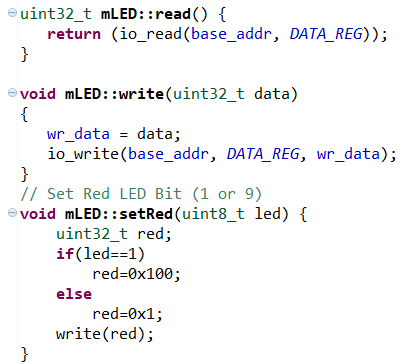 uint32_t mLED::read() {
return (io_read(base_addr, DATA_REG));
}
void mLED::write(uint32_t data)
{
wr_data = data;
io_write(base_addr, DATA_REG, wr_data);
}
// Set Red LED Bit (1 or 9)
void mLED::setRed(uint8_t led) {
uint32_t red;
if(led==1)
red=0x100;
else
red=0x1;
write(red);
}